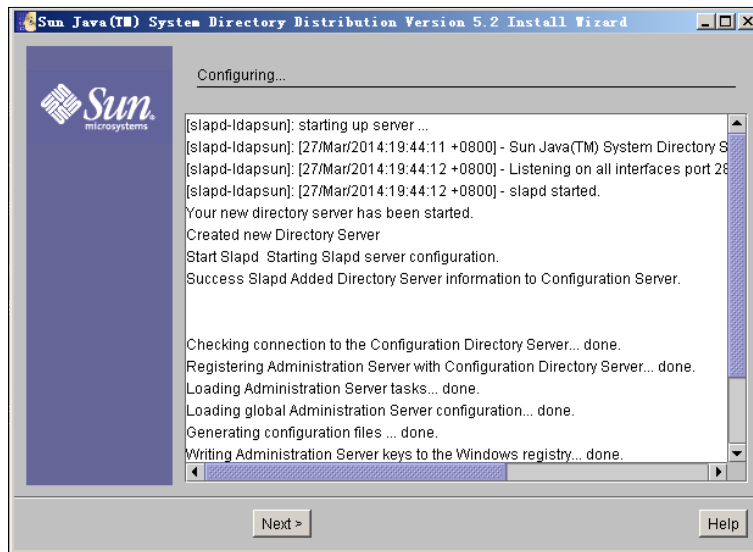 Sun Java(TM) System Directory Distribution Version 5.2 Install Wizard
Sun
microsystems
Configuring...
[slapd-ldapsun]: starting up server ...
[slapd-ldapsun]: [27/Mar/2014:19:44:11 +0800] - Sun Java(TM) System Directory S
[slapd-ldapsun]: [27/Mar/2014:19:44:12 +0800] - Listening on all interfaces port 28
[slapd-ldapsun]: [27/Mar/2014:19:44:12 +0800] - slapd started.
Your new directory server has been started.
Created new Directory Server
Start Slapd Starting Slapd server configuration.
Success Slapd Added Directory Server information to Configuration Server.
Checking connection to the Configuration Directory Server... done.
Registering Administration Server with Configuration Directory Server... done.
Loading Administration Server tasks... done.
Loading global Administration Server configuration... done.
Generating configuration files ... done.
Writing Administration Server keys to the Windows registry... done.
Next >
Help